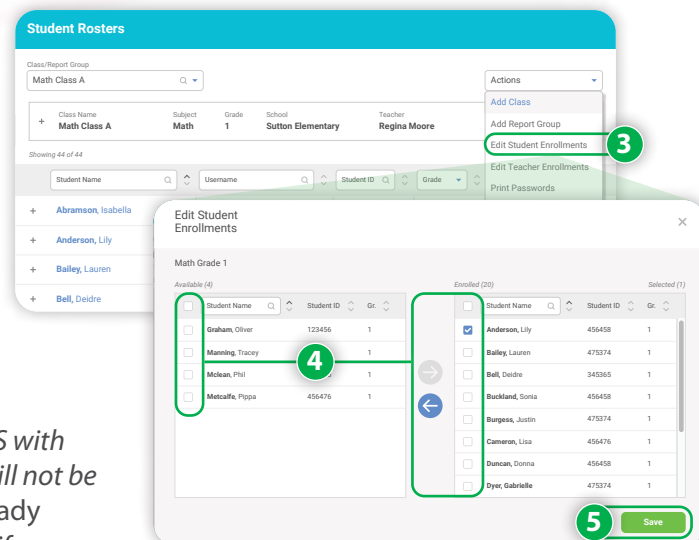 Student Rosters
Class/Report Group
Math Class A
Actions
Add Class
Add Report Group
Edit Student Enrollments
3
Edit Teacher Enrollments
Print Passwords
+ Class Name Subject Grade School Teacher
Math Class A Math 1 Sutton Elementary Regina Moore
Showing 44 of 44
Student Name Username Student ID Grade
+ Abramson, Isabella
+ Anderson, Lily
+ Bailey, Lauren
+ Bell, Deidre
Edit Student
Enrollments
×
Math Grade 1
Available (4)
Student Name Student ID Gr.
Graham, Oliver 123456 1
Manning, Tracey 1
Mclean, Phil 1
Metcalfe, Pippa 456476 1
4
Enrolled (20) Selected (1)
Student Name Student ID Gr.
Anderson, Lily 456458 1
Bailey, Lauren 475374 1
Bell, Deidre 345365 1
Buckland, Sonia 456458 1
Burgess, Justin 475374 1
Cameron, Lisa 456476 1
Duncan, Donna 456458 1
Dyer, Gabrielle 475374 1
5
Save
S with
ill not be
ady